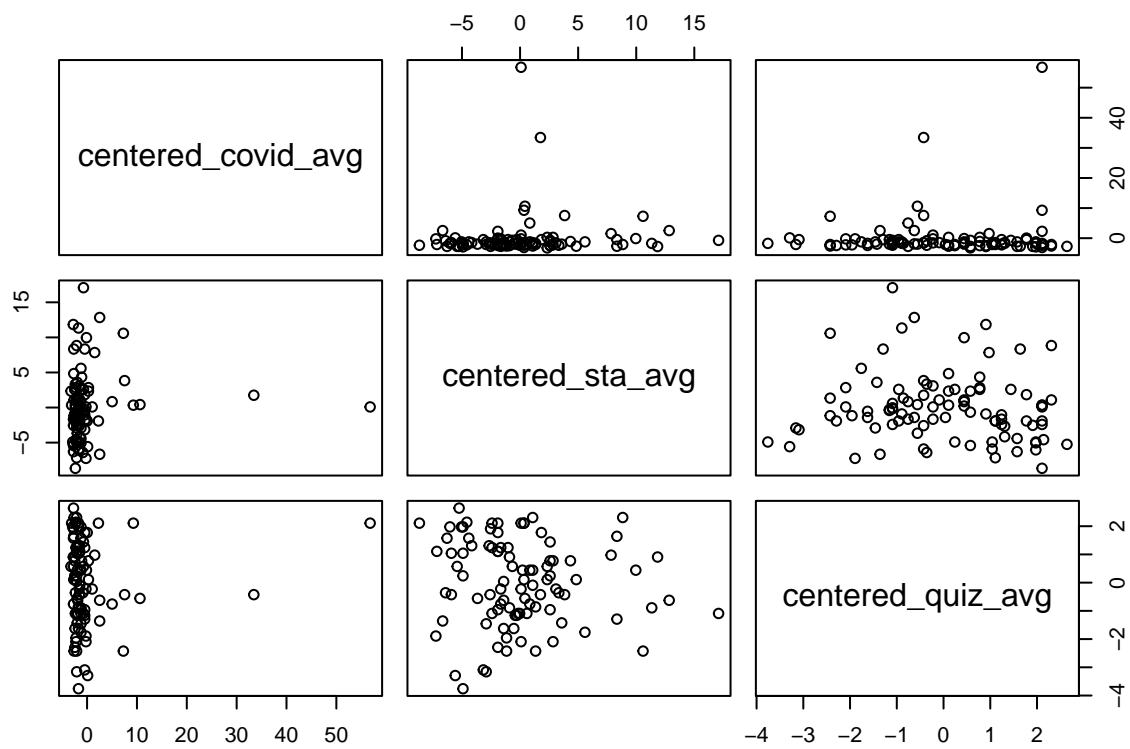 −5 0 5 10 15
centered_covid_avg
0 20 40
−5 5 15
centered_sta_avg
centered_quiz_avg
−4 −2 0 2
0 10 20 30 40 50
−4 −3 −2 −1 0 1 2